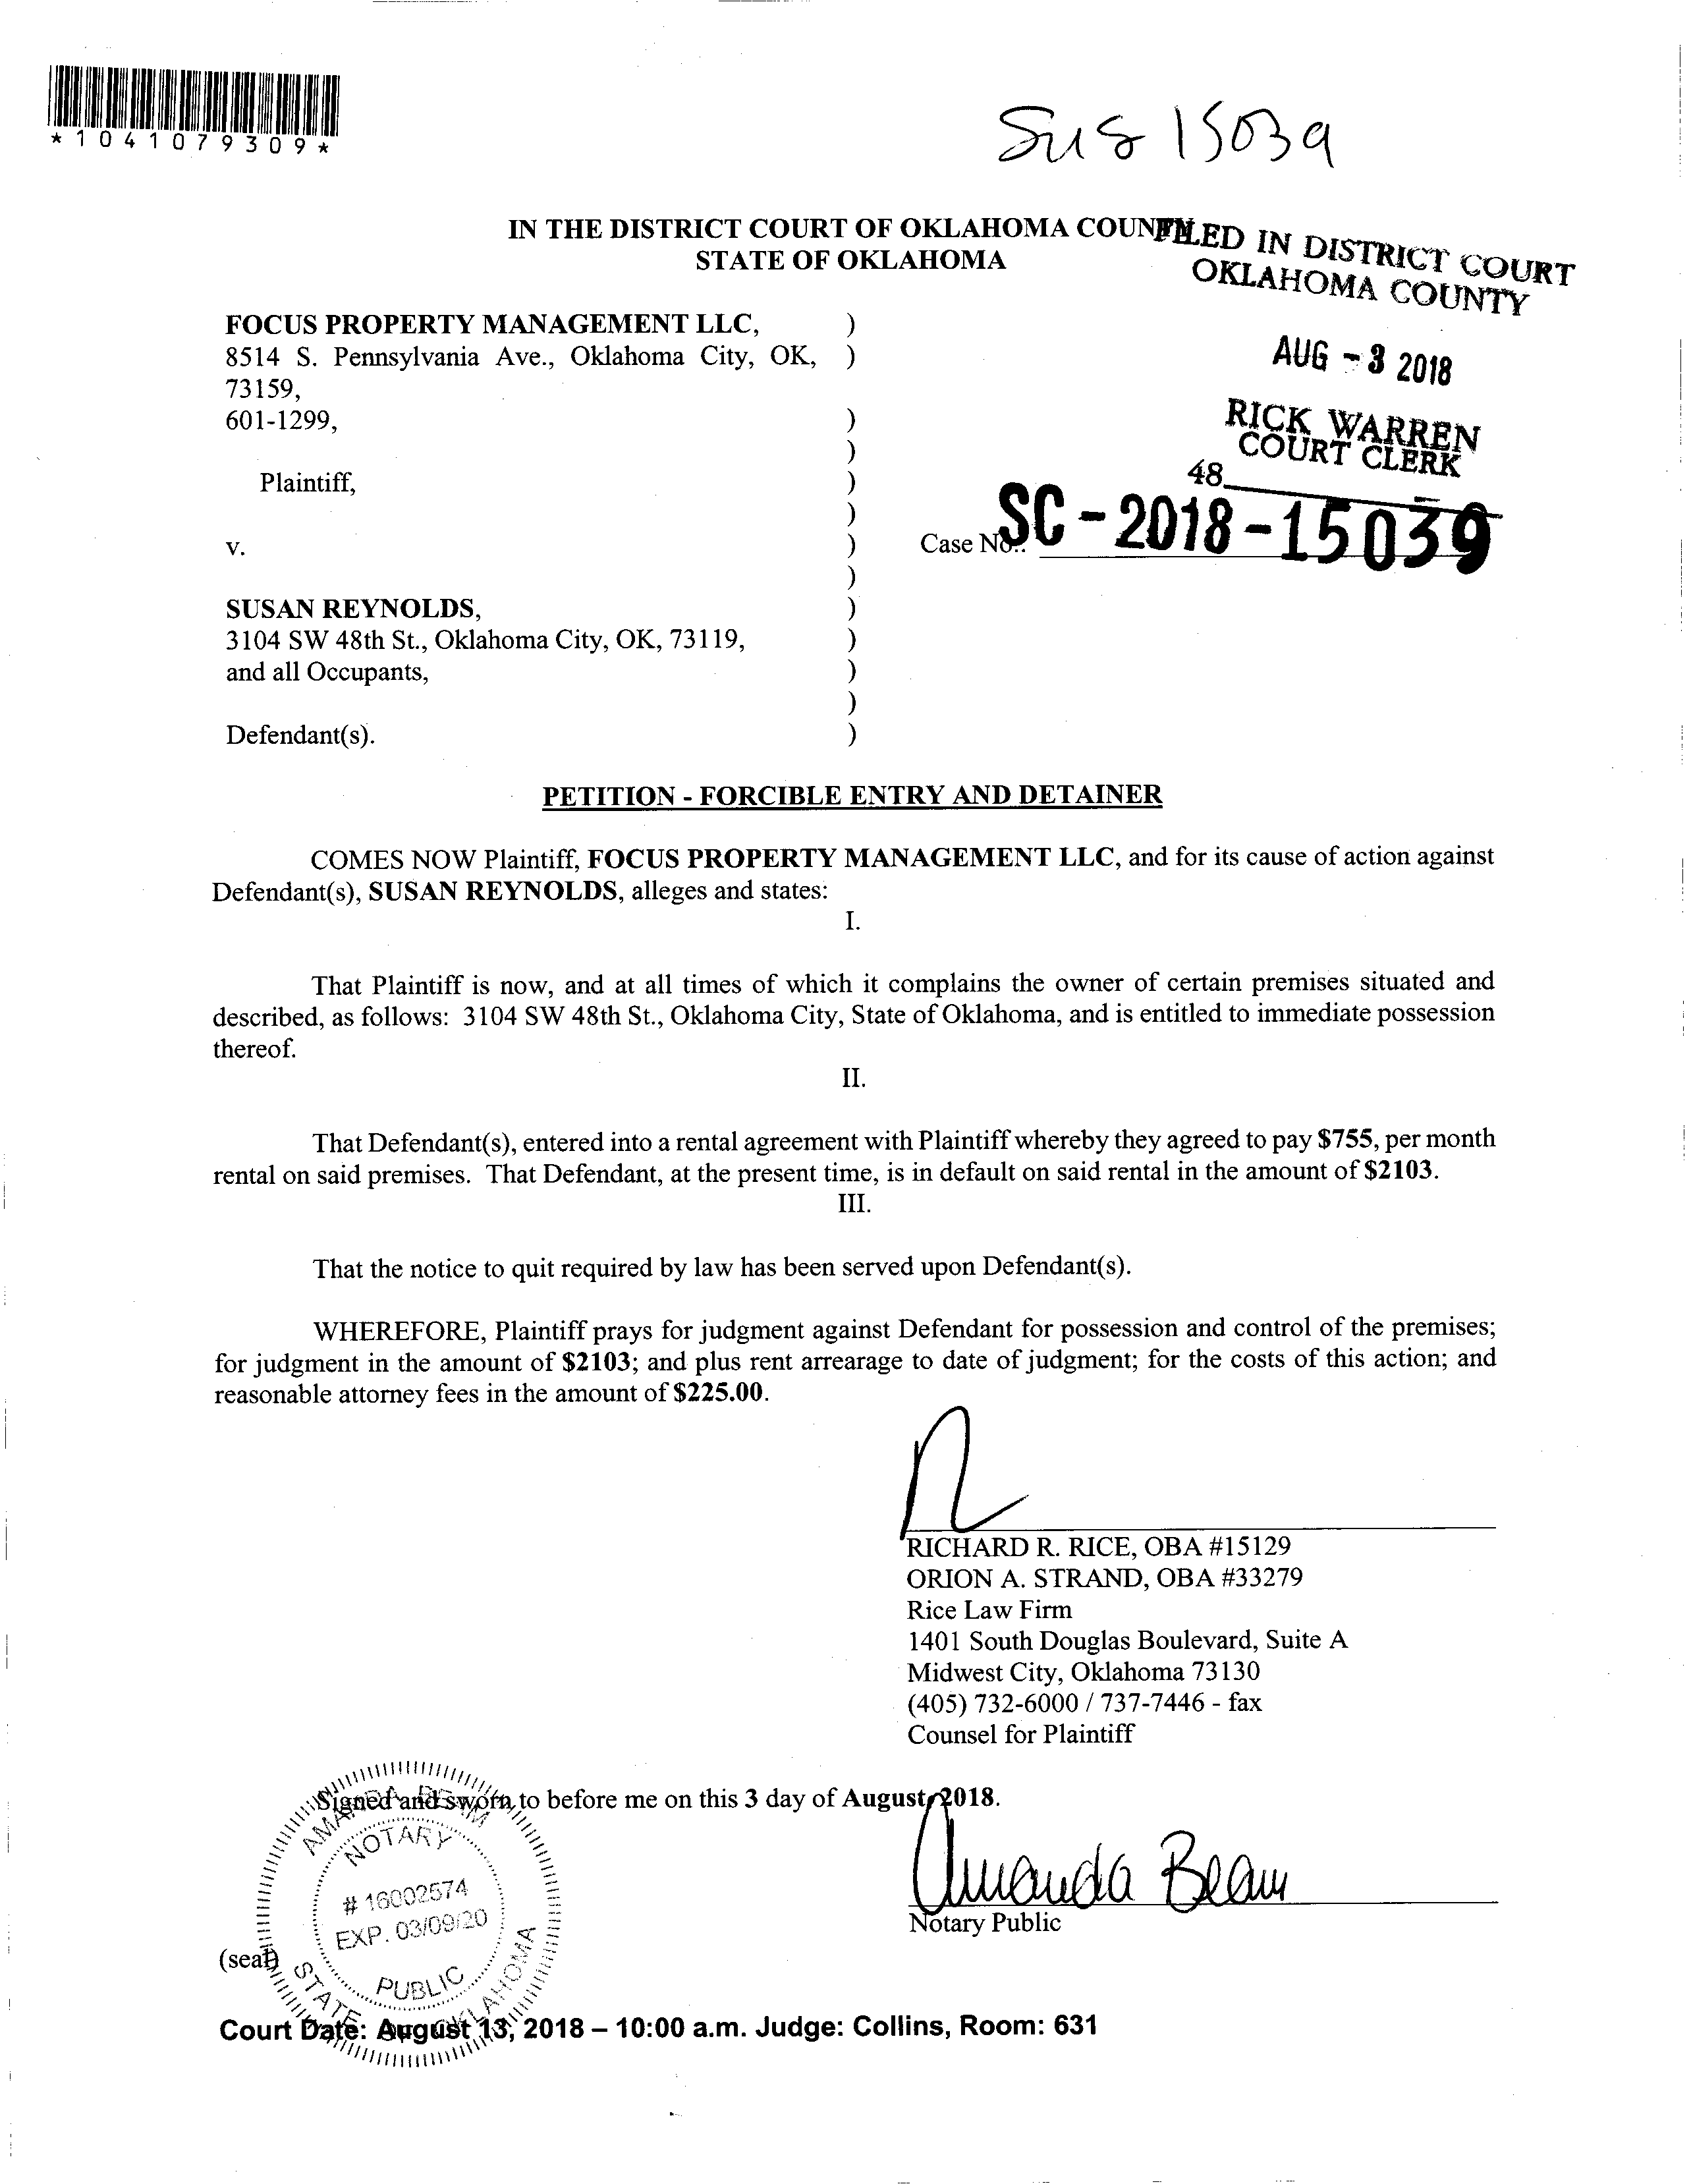 *1041079309*
Sus 15039
IN THE DISTRICT COURT OF OKLAHOMA COUNTY
STATE OF OKLAHOMA
FILED IN DISTRICT COURT
OKLAHOMA COUNTY
AUG - 3 2018
RICK WARREN
COURT CLERK
48
FOCUS PROPERTY MANAGEMENT LLC, )
8514 S. Pennsylvania Ave., Oklahoma City, OK, )
73159,
601-1299, )
)
Plaintiff, )
)
v. ) Case No.: SC-2018-15039
)
SUSAN REYNOLDS, )
3104 SW 48th St., Oklahoma City, OK, 73119, )
and all Occupants, )
)
Defendant(s). )
PETITION - FORCIBLE ENTRY AND DETAINER
COMES NOW Plaintiff, FOCUS PROPERTY MANAGEMENT LLC, and for its cause of action against
Defendant(s), SUSAN REYNOLDS, alleges and states:
I.
That Plaintiff is now, and at all times of which it complains the owner of certain premises situated and
described, as follows: 3104 SW 48th St., Oklahoma City, State of Oklahoma, and is entitled to immediate possession
thereof.
II.
That Defendant(s), entered into a rental agreement with Plaintiff whereby they agreed to pay $755, per month
rental on said premises. That Defendant, at the present time, is in default on said rental in the amount of $2103.
III.
That the notice to quit required by law has been served upon Defendant(s).
WHEREFORE, Plaintiff prays for judgment against Defendant for possession and control of the premises;
for judgment in the amount of $2103; and plus rent arrearage to date of judgment; for the costs of this action; and
reasonable attorney fees in the amount of $225.00.
RICHARD R. RICE, OBA #15129
ORION A. STRAND, OBA #33279
Rice Law Firm
1401 South Douglas Boulevard, Suite A
Midwest City, Oklahoma 73130
(405) 732-6000 / 737-7446 - fax
Counsel for Plaintiff
Signed and sworn to before me on this 3 day of August, 2018.
Amanda Beam
Notary Public
AMANDA BEAM
NOTARY
# 16002574
EXP. 03/09/20
PUBLIC
STATE OF OKLAHOMA
(seal)
Court Date: August 13, 2018 – 10:00 a.m. Judge: Collins, Room: 631